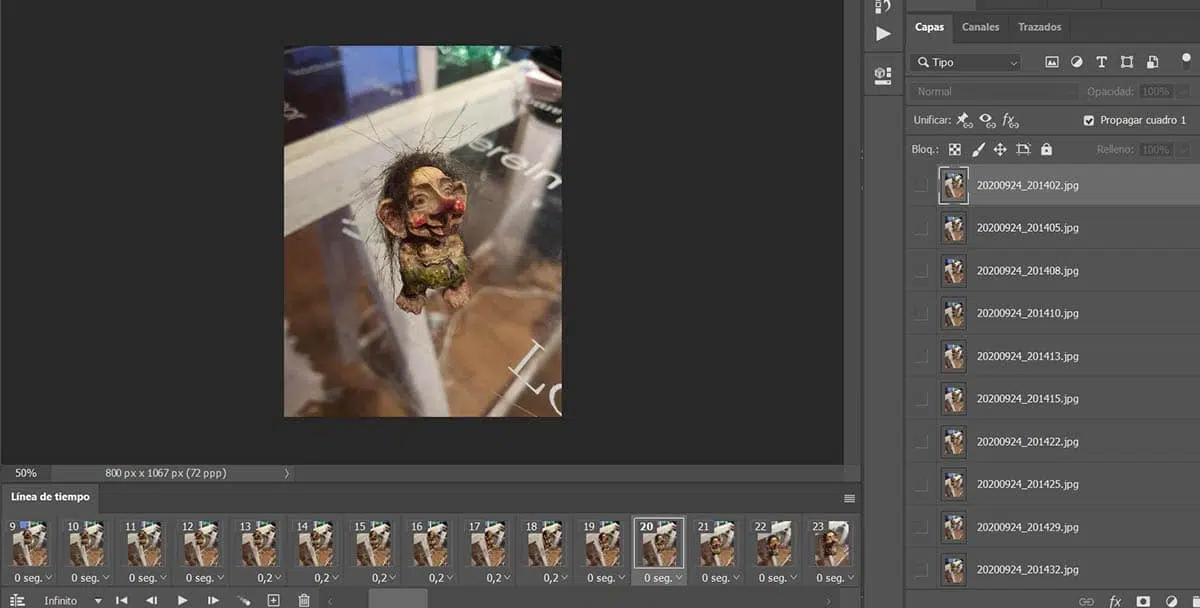 Capas Canales Trazados
Tipo
Normal Opacidad: 100%
Unificar: Propagar cuadro 1
Bloq.: Relleno: 100%
20200924_201402.jpg
20200924_201405.jpg
20200924_201408.jpg
20200924_201410.jpg
20200924_201413.jpg
20200924_201415.jpg
20200924_201422.jpg
20200924_201425.jpg
20200924_201429.jpg
20200924_201432.jpg
50% 800 px x 1067 px (72 ppp)
Línea de tiempo
9 10 11 12 13 14 15 16 17 18 19 20 21 22 23
0 seg. 0 seg. 0 seg. 0 seg. 0,2 0,2 0,2 0,2 0,2 0,2 0 seg. 0 seg. 0 seg. 0 seg. 0 seg.
Infinito